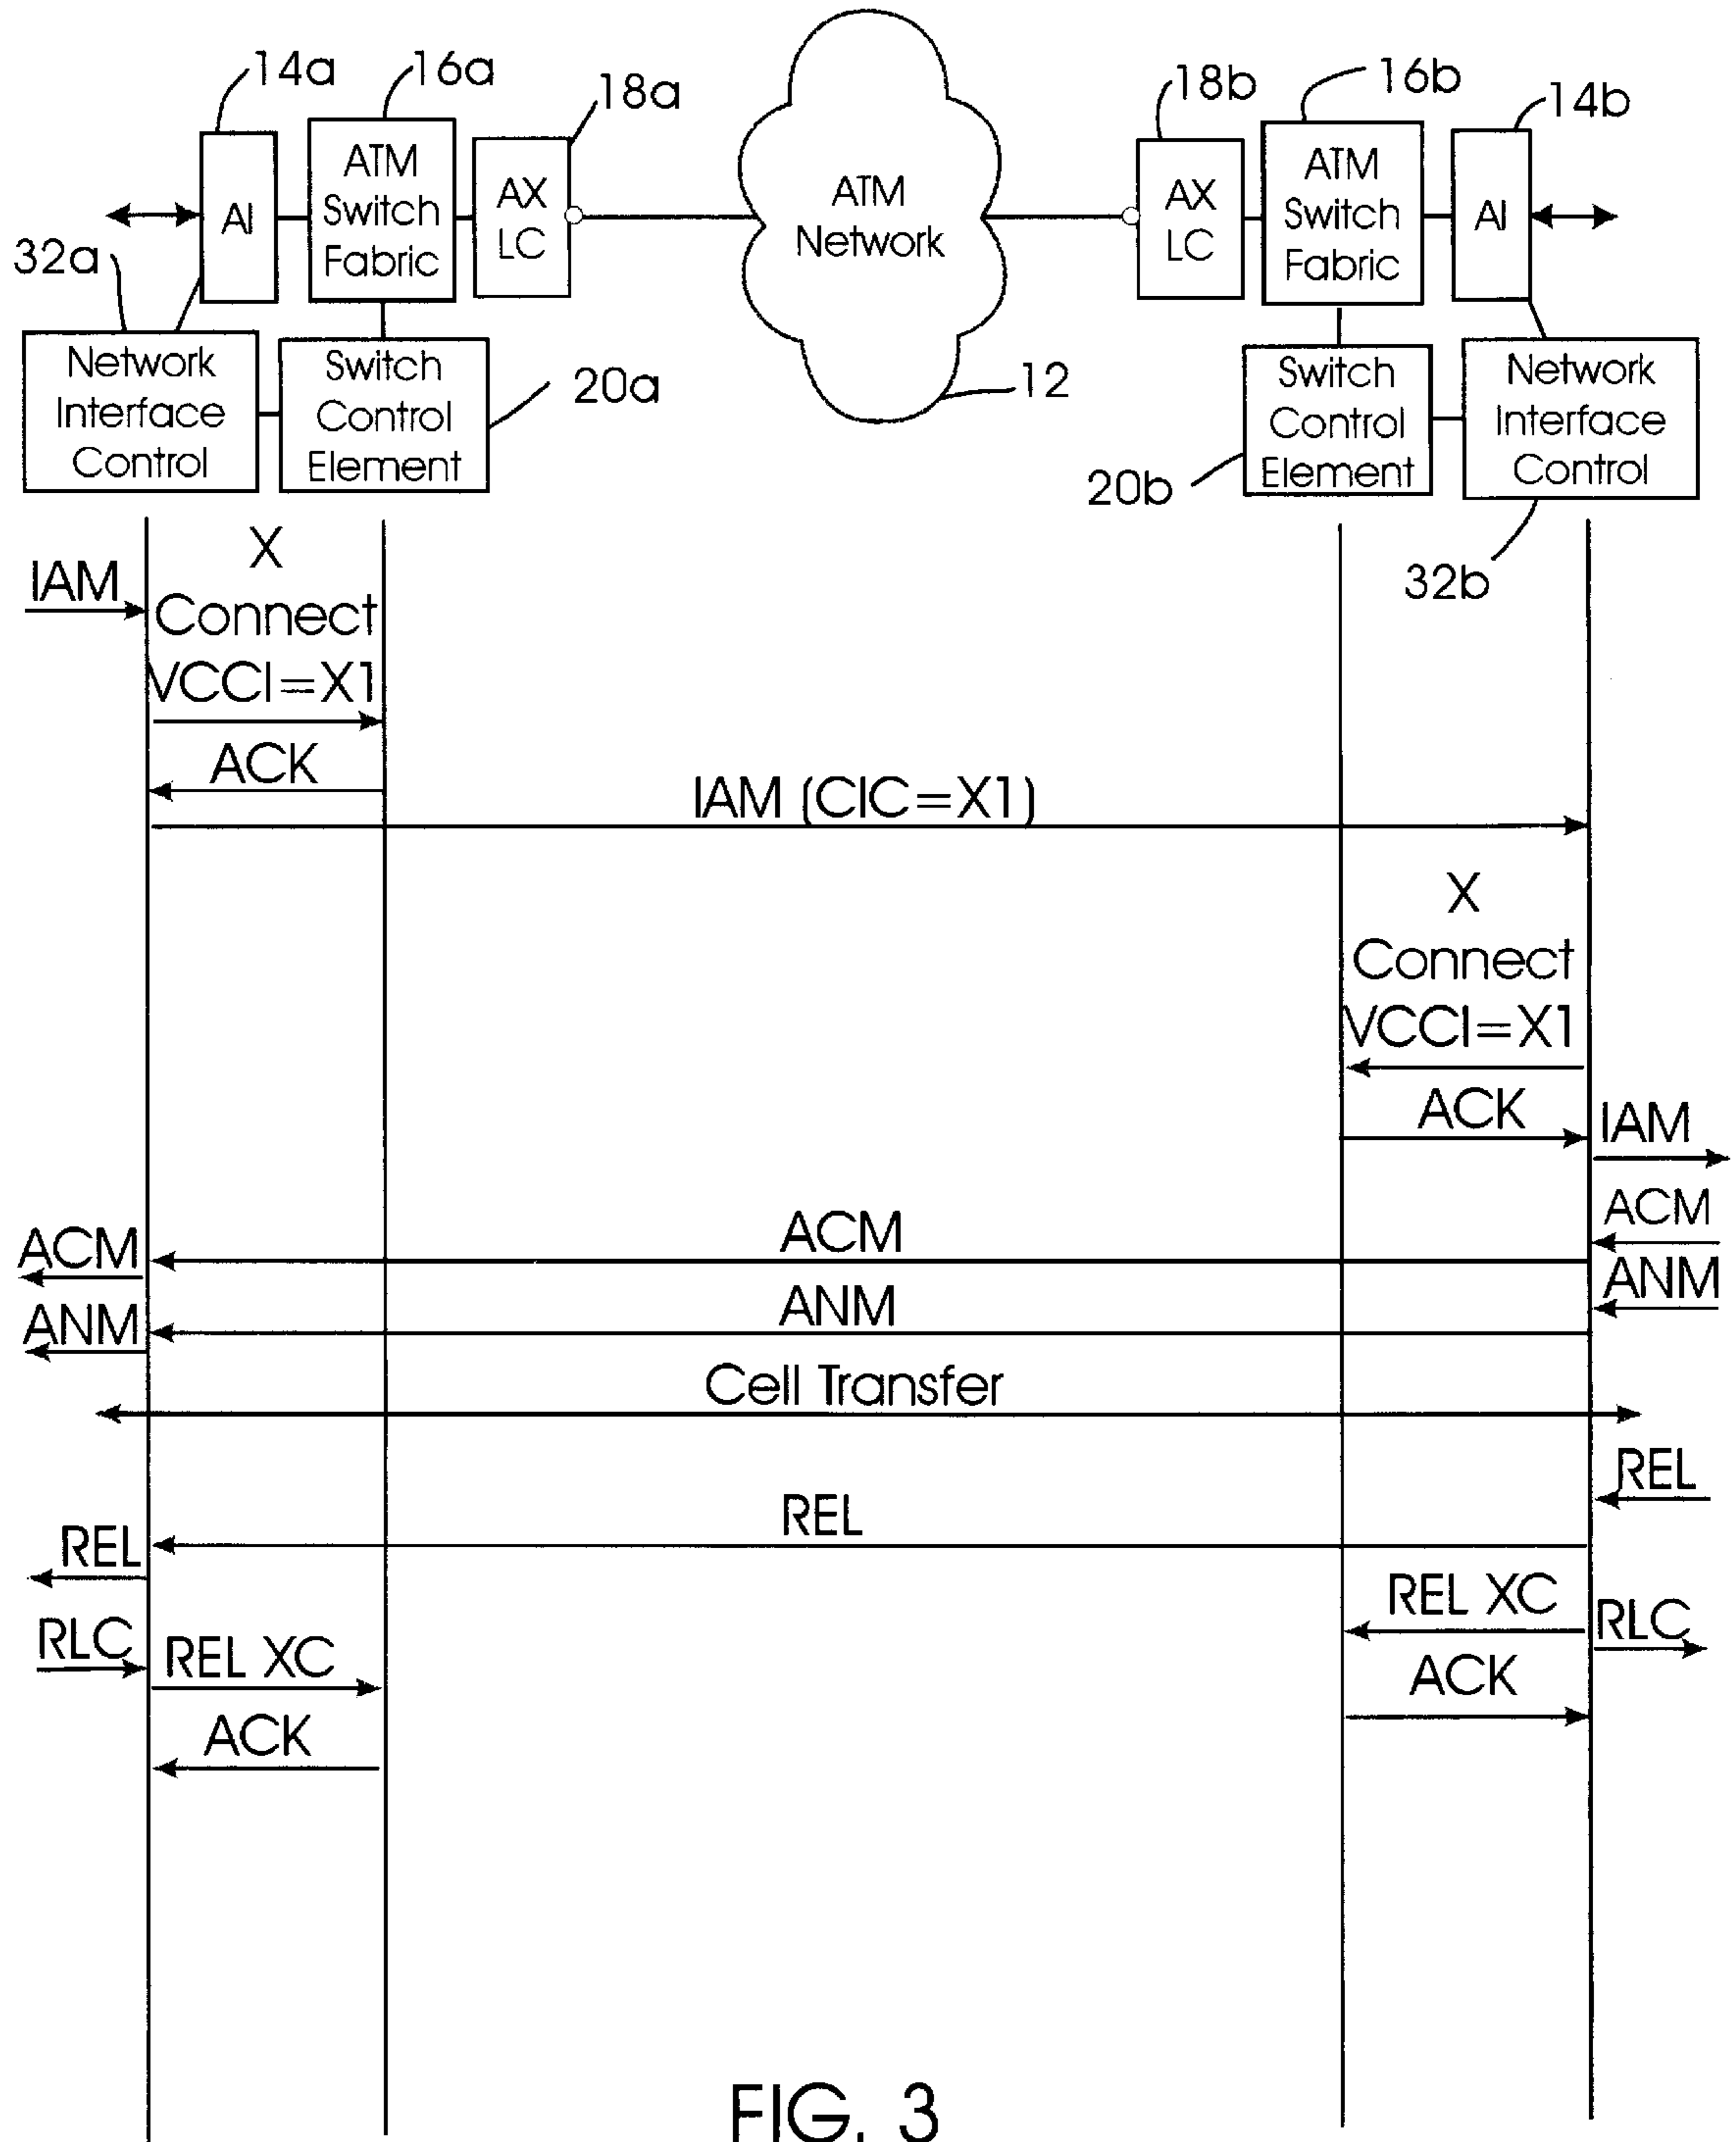 14a
16a
18a
18b
16b
14b
AI
ATM
Switch
Fabric
AX
LC
ATM
Network
AX
LC
ATM
Switch
Fabric
AI
32a
Network
Interface
Control
Switch
Control
Element
20a
12
Switch
Control
Element
20b
Network
Interface
Control
32b
IAM
X
Connect
VCCI=X1
ACK
IAM (CIC=X1)
X
Connect
VCCI=X1
ACK
IAM
ACM
ACM
ACM
ANM
ANM
ANM
Cell Transfer
REL
REL
REL
REL XC
RLC
RLC
REL XC
ACK
ACK
FIG. 3